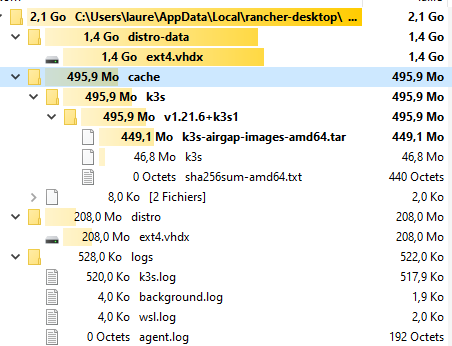 2,1 Go C:\Users\laure\AppData\Local\rancher-desktop\ ... 2,1 Go
1,4 Go distro-data 1,4 Go
1,4 Go ext4.vhdx 1,4 Go
495,9 Mo cache 495,9 Mo
495,9 Mo k3s 495,9 Mo
495,9 Mo v1.21.6+k3s1 495,9 Mo
449,1 Mo k3s-airgap-images-amd64.tar 449,1 Mo
46,8 Mo k3s 46,8 Mo
0 Octets sha256sum-amd64.txt 440 Octets
8,0 Ko [2 Fichiers] 2,0 Ko
208,0 Mo distro 208,0 Mo
208,0 Mo ext4.vhdx 208,0 Mo
528,0 Ko logs 522,0 Ko
520,0 Ko k3s.log 517,9 Ko
4,0 Ko background.log 1,9 Ko
4,0 Ko wsl.log 2,0 Ko
0 Octets agent.log 192 Octets